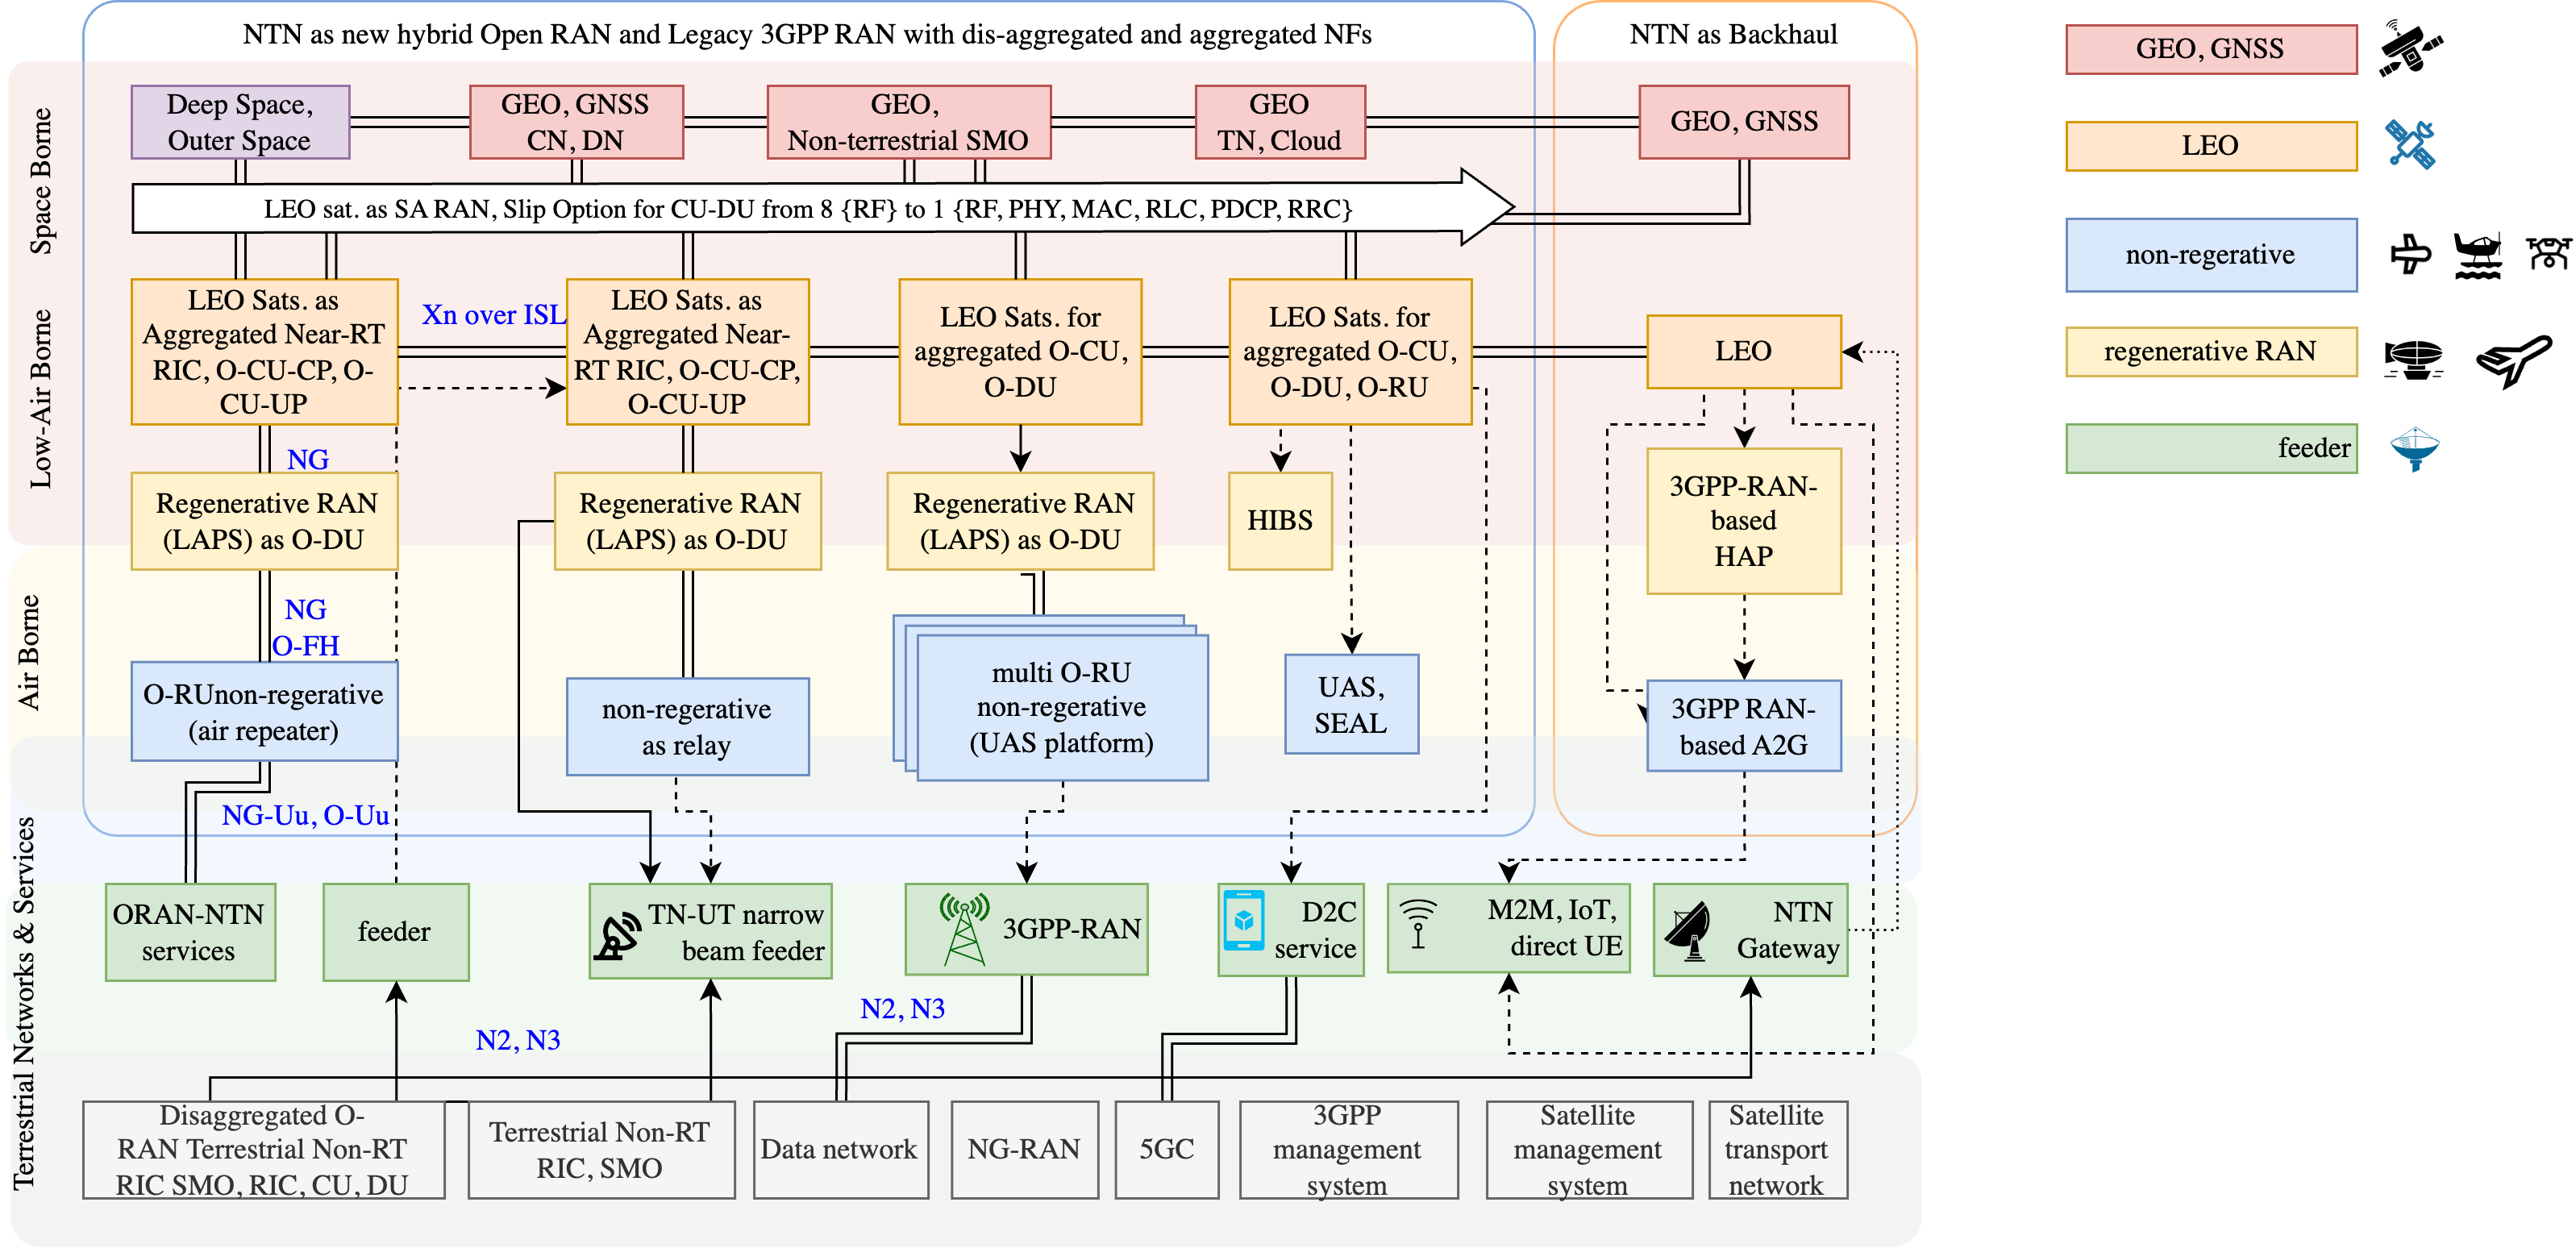 NTN as new hybrid Open RAN and Legacy 3GPP RAN with dis-aggregated and aggregated NFs
NTN as Backhaul
Space Borne
Low-Air Borne
Air Borne
Terrestrial Networks & Services
Deep Space,
Outer Space
GEO, GNSS
CN, DN
GEO,
Non-terrestrial SMO
GEO
TN, Cloud
GEO, GNSS
LEO sat. as SA RAN, Slip Option for CU-DU from 8 {RF} to 1 {RF, PHY, MAC, RLC, PDCP, RRC}
LEO Sats. as
Aggregated Near-RT
RIC, O-CU-CP, O-
CU-UP
Xn over ISL
LEO Sats. as
Aggregated Near-
RT RIC, O-CU-CP,
O-CU-UP
LEO Sats. for
aggregated O-CU,
O-DU
LEO Sats. for
aggregated O-CU,
O-DU, O-RU
LEO
NG
Regenerative RAN
(LAPS) as O-DU
Regenerative RAN
(LAPS) as O-DU
Regenerative RAN
(LAPS) as O-DU
HIBS
3GPP-RAN-
based
HAP
NG
O-FH
O-RUnon-regerative
(air repeater)
non-regerative
as relay
multi O-RU
non-regerative
(UAS platform)
UAS,
SEAL
3GPP RAN-
based A2G
NG-Uu, O-Uu
ORAN-NTN
services
feeder
TN-UT narrow
beam feeder
3GPP-RAN
D2C
service
M2M, IoT,
direct UE
NTN
Gateway
N2, N3
N2, N3
Disaggregated O-
RAN Terrestrial Non-RT
RIC SMO, RIC, CU, DU
Terrestrial Non-RT
RIC, SMO
Data network
NG-RAN
5GC
3GPP
management
system
Satellite
management
system
Satellite
transport
network
GEO, GNSS
LEO
non-regerative
regenerative RAN
feeder